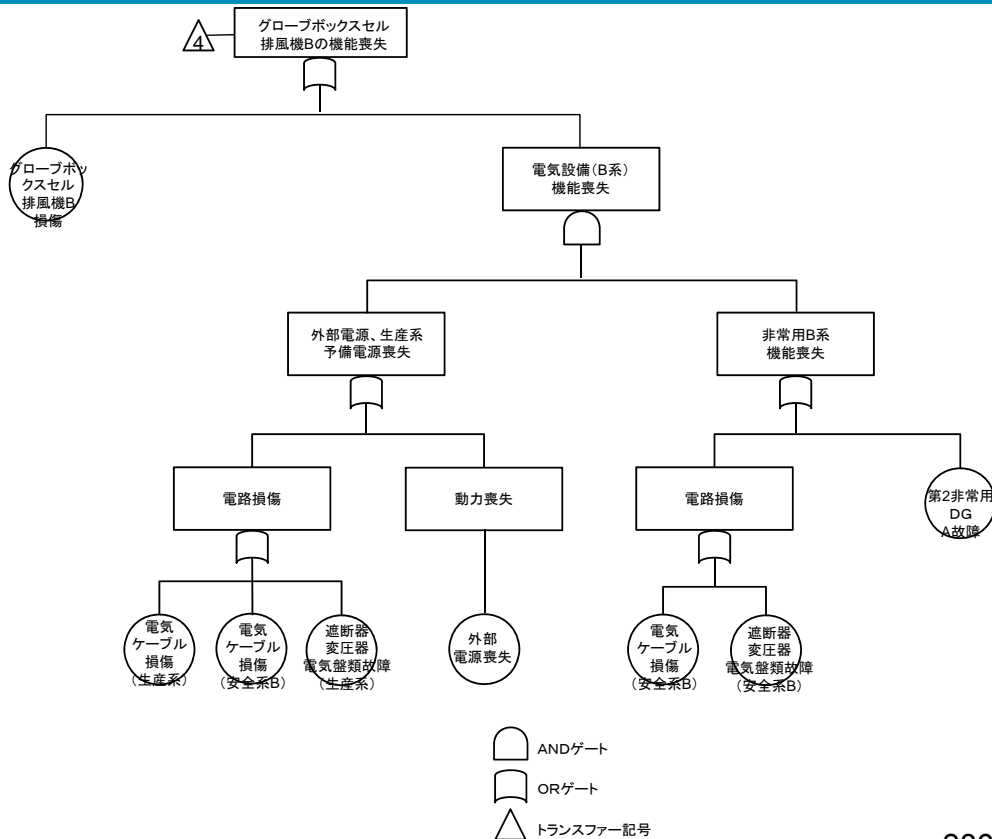 4
グローブボックスセル
排風機Bの機能喪失
グローブボッ
クスセル
排風機B
損傷
電気設備(B系)
機能喪失
外部電源、生産系
予備電源喪失
非常用B系
機能喪失
電路損傷
動力喪失
電路損傷
第2非常用
DG
A故障
電気
ケーブル
損傷
(生産系)
電気
ケーブル
損傷
(安全系B)
遮断器
変圧器
電気盤類故障
(生産系)
外部
電源喪失
電気
ケーブル
損傷
(安全系B)
遮断器
変圧器
電気盤類故障
(安全系B)
ANDゲート
ORゲート
トランスファー記号